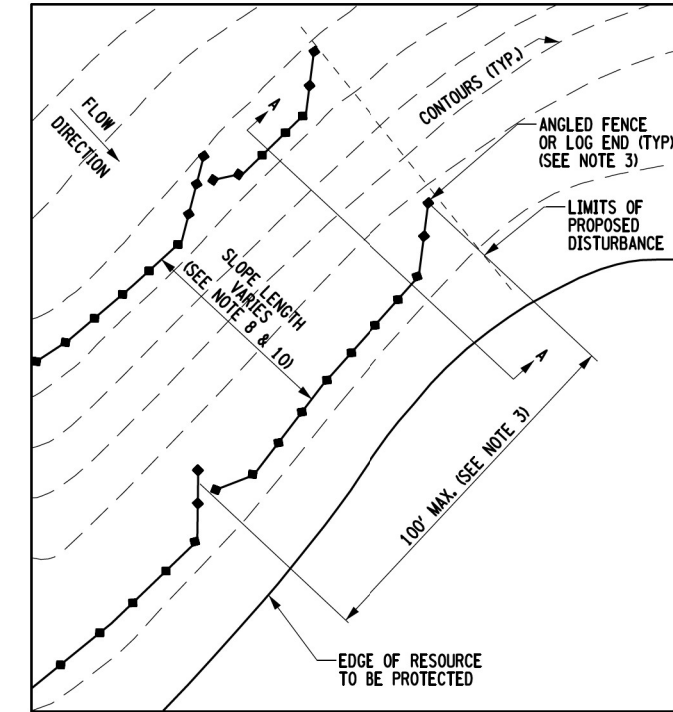 FLOW
DIRECTION
A
CONTOURS (TYP.)
ANGLED FENCE
OR LOG END (TYP)
(SEE NOTE 3)
LIMITS OF
PROPOSED
DISTURBANCE
SLOPE LENGTH
VARIES
(SEE NOTE 8 & 10)
A
100' MAX. (SEE NOTE 3)
EDGE OF RESOURCE
TO BE PROTECTED